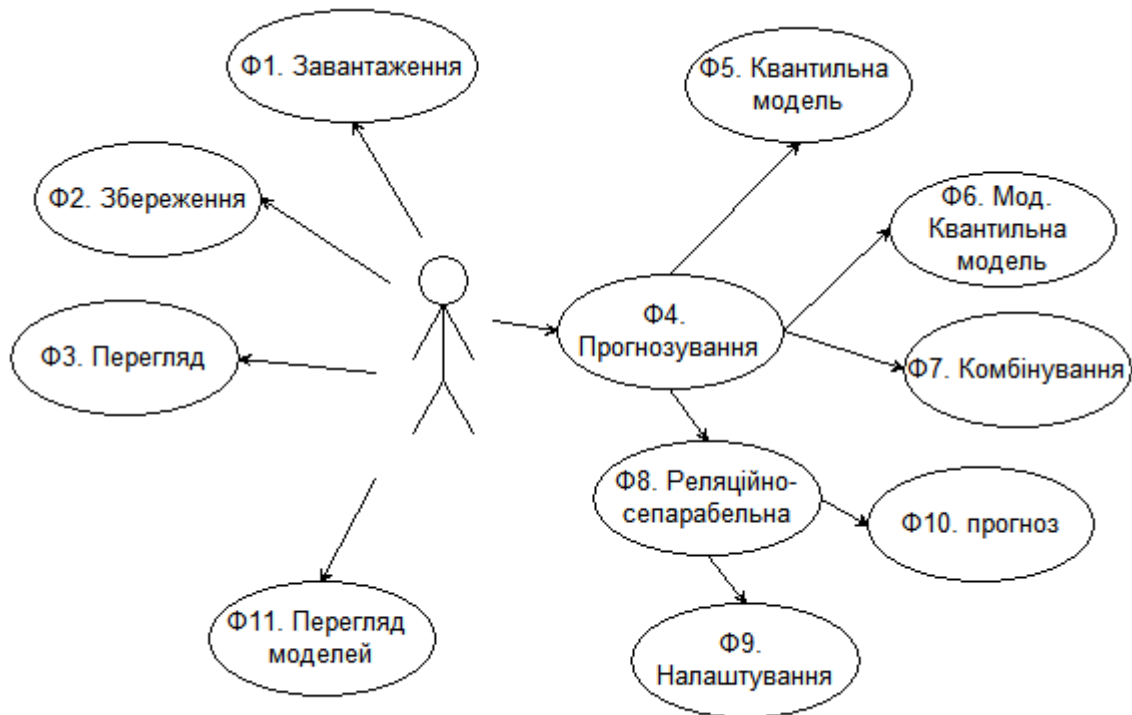 Ф1. Завантаження
Ф2. Збереження
Ф3. Перегляд
Ф4.
Прогнозування
Ф5. Квантильна
модель
Ф6. Мод.
Квантильна
модель
Ф7. Комбінування
Ф8. Реляційно-
сепарабельна
Ф10. прогноз
Ф9.
Налаштування
Ф11. Перегляд
моделей